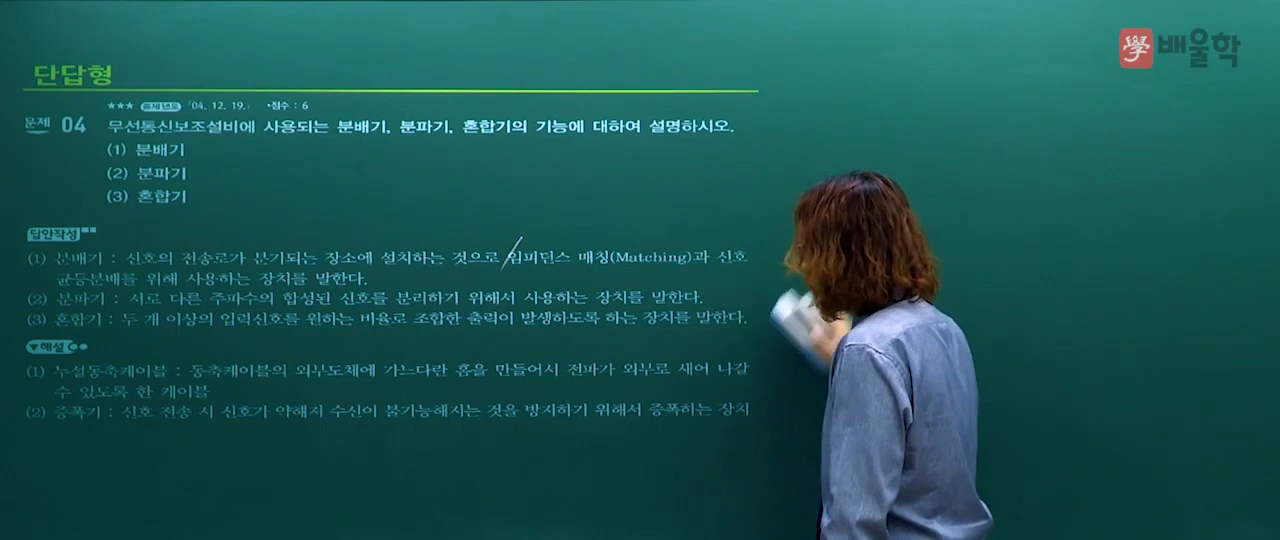 學 배울학
단답형
★★★ 출제년도 '04. 12. 19. •점수 : 6
문제 04 무선통신보조설비에 사용되는 분배기, 분파기, 혼합기의 기능에 대하여 설명하시오.
(1) 분배기
(2) 분파기
(3) 혼합기
답안작성
(1) 분배기 : 신호의 전송로가 분기되는 장소에 설치하는 것으로 임피던스 매칭(Matching)과 신호
균등분배를 위해 사용하는 장치를 말한다.
(2) 분파기 : 서로 다른 주파수의 합성된 신호를 분리하기 위해서 사용하는 장치를 말한다.
(3) 혼합기 : 두 개 이상의 입력신호를 원하는 비율로 조합한 출력이 발생하도록 하는 장치를 말한다.
▼해설
(1) 누설동축케이블 : 동축케이블의 외부도체에 가느다란 홈을 만들어서 전파가 외부로 새어 나갈
수 있도록 한 케이블
(2) 증폭기 : 신호 전송 시 신호가 약해져 수신이 불가능해지는 것을 방지하기 위해서 증폭하는 장치